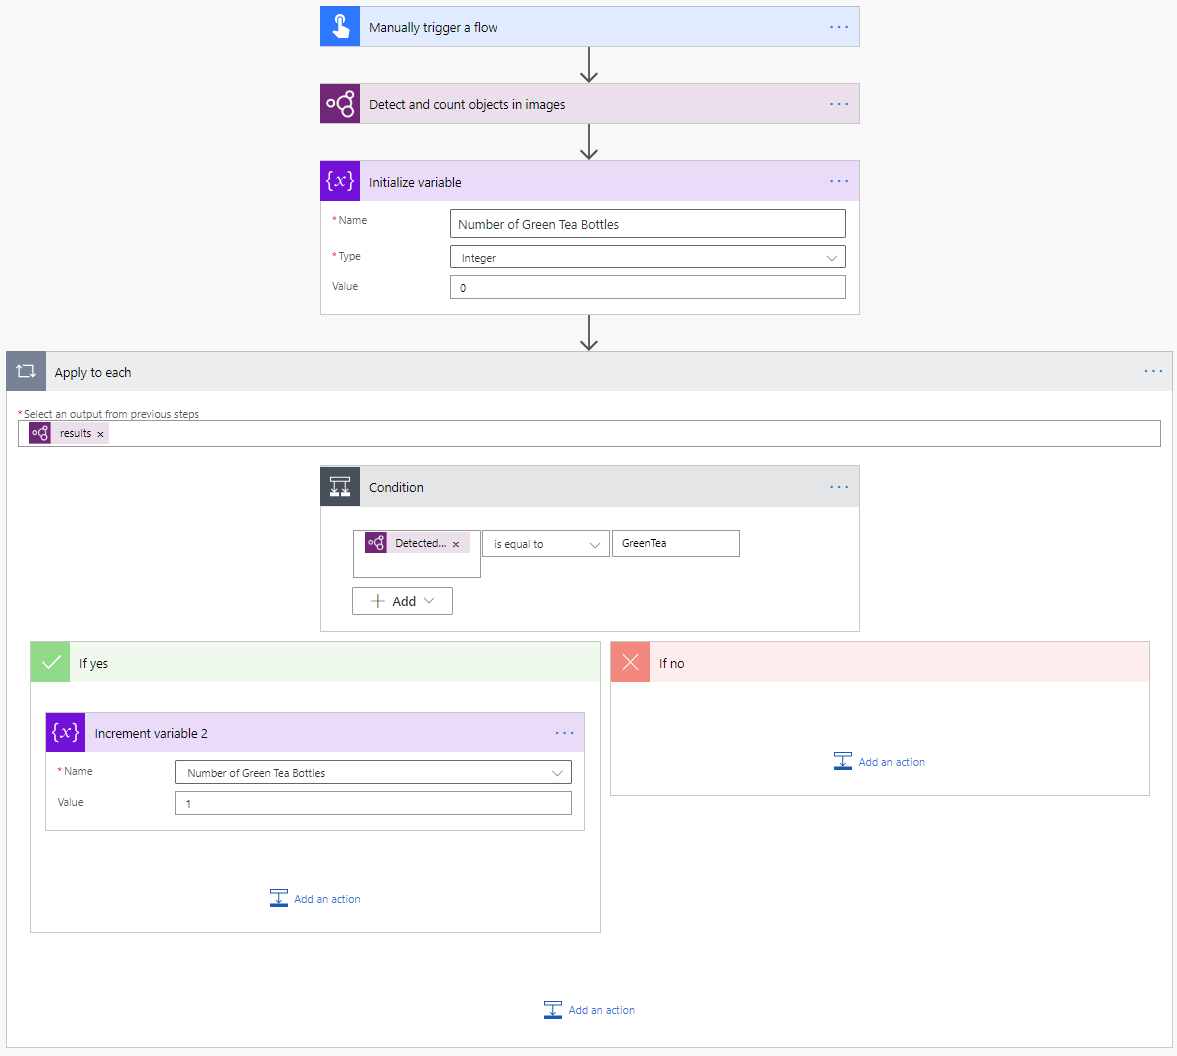 Manually trigger a flow
Detect and count objects in images
{x} Initialize variable
* Name Number of Green Tea Bottles
* Type Integer
Value 0
Apply to each
* Select an output from previous steps
results ×
Condition
Detected... × is equal to GreenTea
+ Add
If yes
If no
{x} Increment variable 2
* Name Number of Green Tea Bottles
Value 1
Add an action
Add an action
Add an action